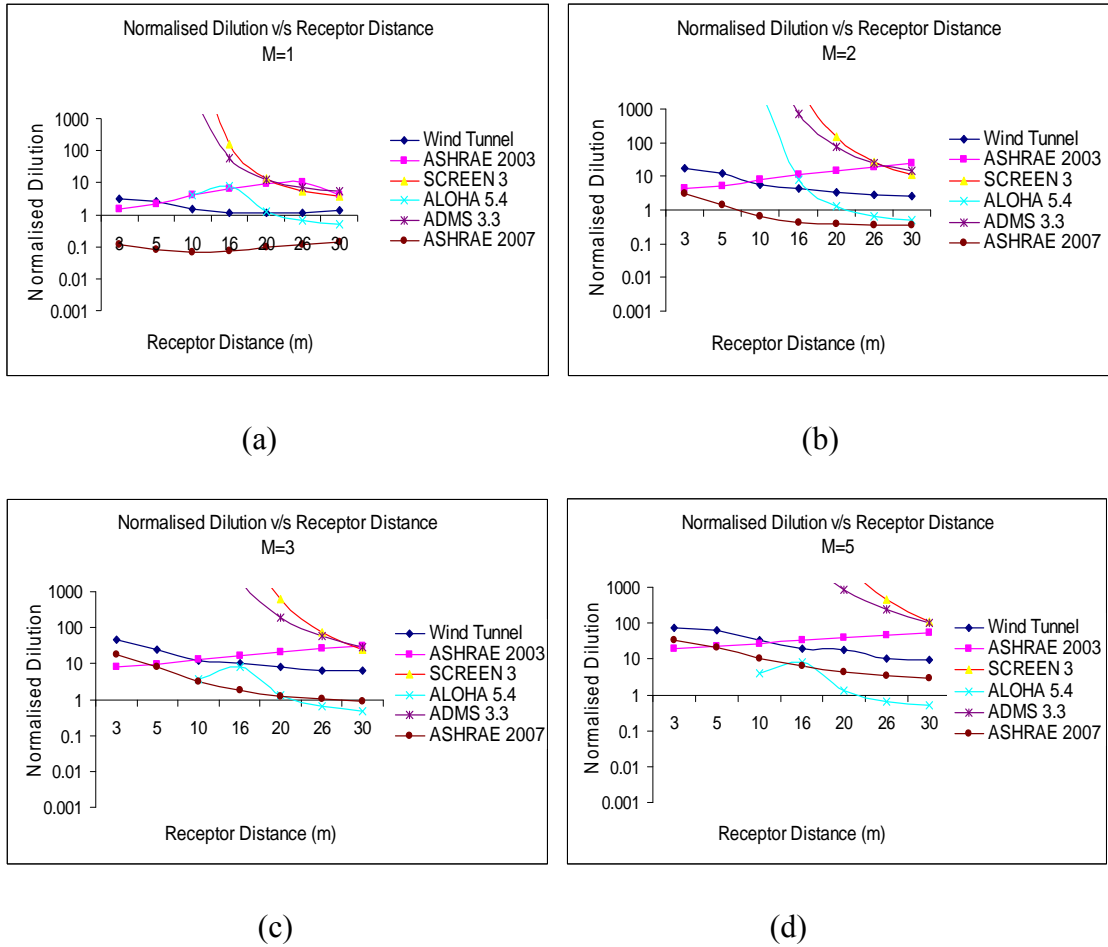 Normalised Dilution v/s Receptor Distance
M=1
Normalised Dilution
1000
100
10
1
0.1
0.01
0.001
3 5 10 16 20 26 30
Receptor Distance (m)
Wind Tunnel
ASHRAE 2003
SCREEN 3
ALOHA 5.4
ADMS 3.3
ASHRAE 2007
(a)
Normalised Dilution v/s Receptor Distance
M=2
Normalised Dilution
1000
100
10
1
0.1
0.01
0.001
3 5 10 16 20 26 30
Receptor Distance (m)
Wind Tunnel
ASHRAE 2003
SCREEN 3
ALOHA 5.4
ADMS 3.3
ASHRAE 2007
(b)
Normalised Dilution v/s Receptor Distance
M=3
Normalised Dilution
1000
100
10
1
0.1
0.01
0.001
3 5 10 16 20 26 30
Receptor Distance (m)
Wind Tunnel
ASHRAE 2003
SCREEN 3
ALOHA 5.4
ADMS 3.3
ASHRAE 2007
(c)
Normalised Dilution v/s Receptor Distance
M=5
Normalised Dilution
1000
100
10
1
0.1
0.01
0.001
3 5 10 16 20 26 30
Receptor Distance (m)
Wind Tunnel
ASHRAE 2003
SCREEN 3
ALOHA 5.4
ADMS 3.3
ASHRAE 2007
(d)